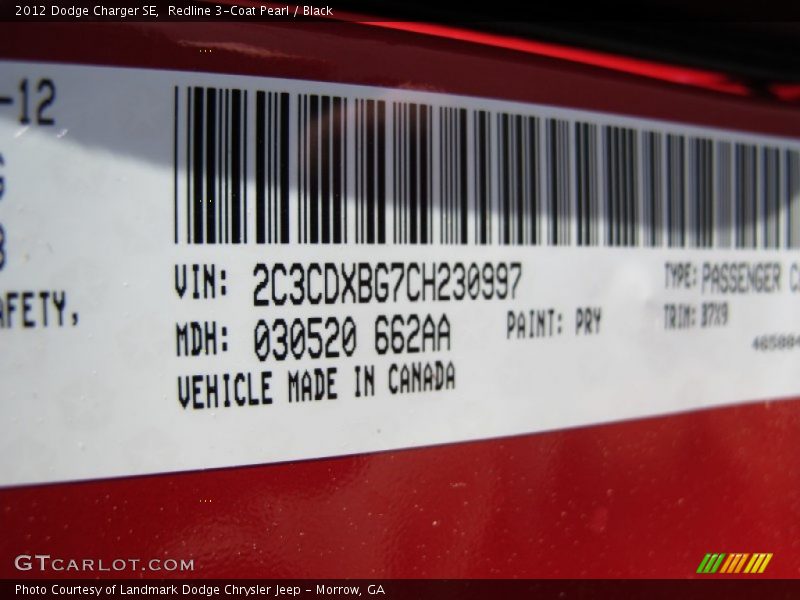 2012 Dodge Charger SE,  Redline 3-Coat Pearl / Black
-12
AFETY,
VIN: 2C3CDXBG7CH230997
TYPE: PASSENGER
MDH: 030520 662AA
PAINT: PRY
TRIM: B7X9
VEHICLE MADE IN CANADA
GTCARLOT.COM
Photo Courtesy of Landmark Dodge Chrysler Jeep - Morrow, GA